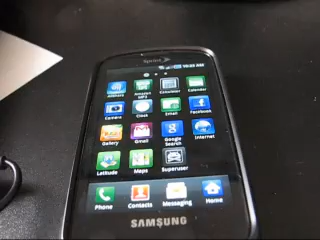 Sprint
10:03 AM
Amazon MP3 Calculator Calendar
Camera Clock Email Facebook
Gallery Gmail Google Search Internet
Latitude Maps Superuser
Phone Contacts Messaging Home
SAMSUNG